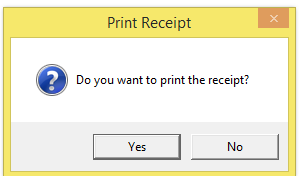 Print Receipt
Do you want to print the receipt?
Yes
No